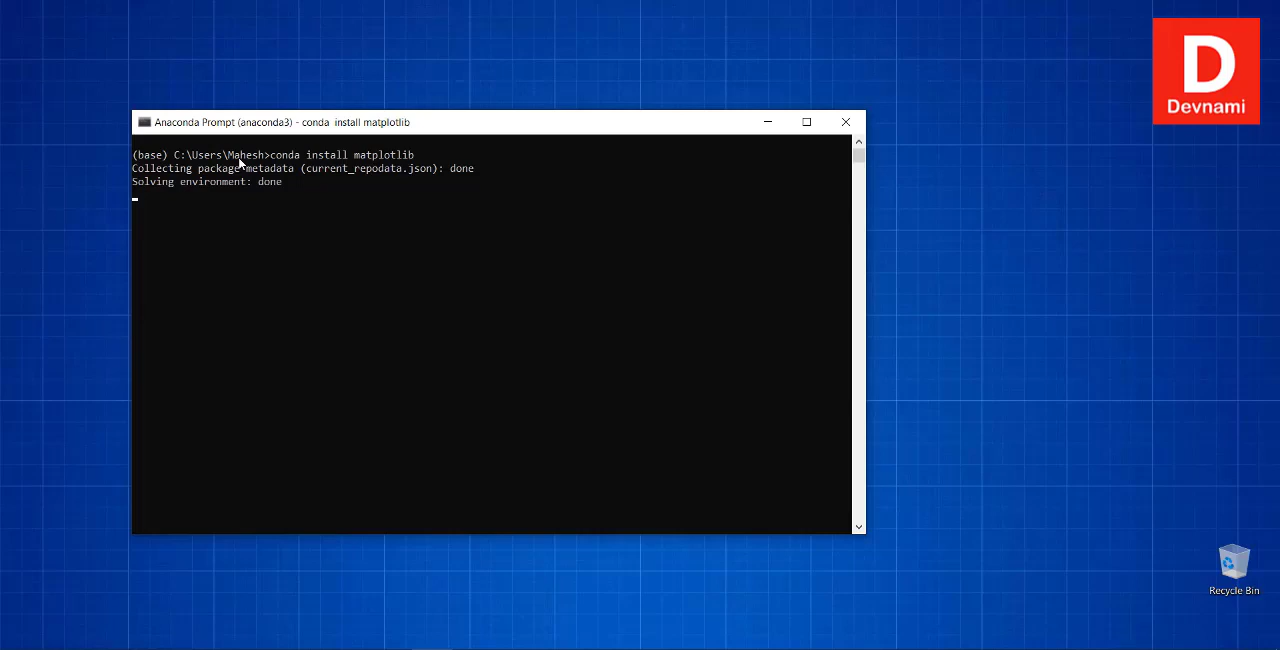 D
Devnami
Anaconda Prompt (anaconda3) - conda  install matplotlib
(base) C:\Users\Mahesh>conda install matplotlib
Collecting package metadata (current_repodata.json): done
Solving environment: done
Recycle Bin